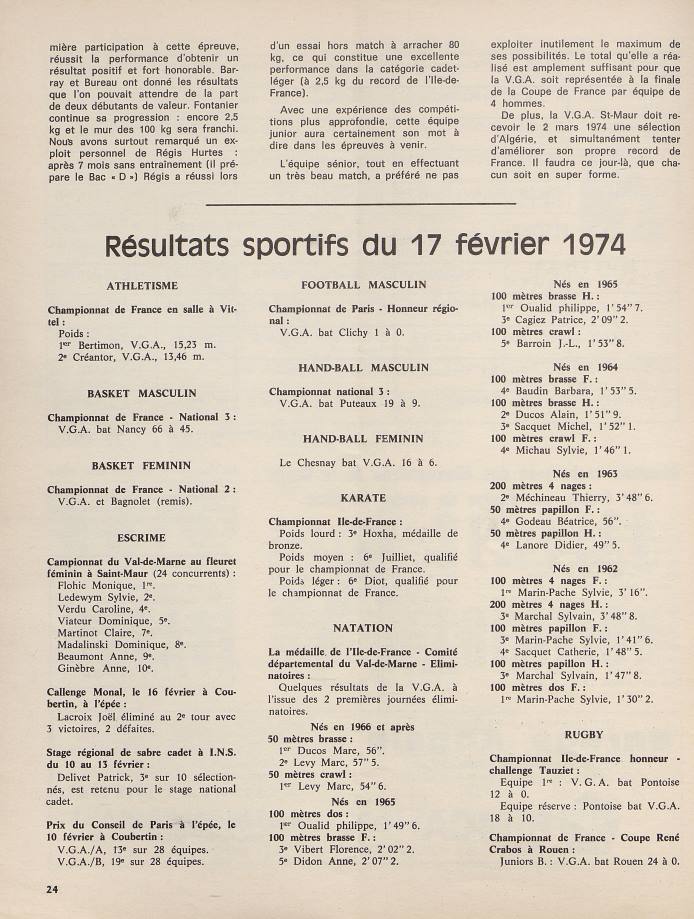 mière participation à cette épreuve,
réussit la performance d'obtenir un
résultat positif et fort honorable. Bar-
ray et Bureau ont donné les résultats
que l'on pouvait attendre de la part
de deux débutants de valeur. Fontanier
continue sa progression : encore 2,5
kg et le mur des 100 kg sera franchi.
Nous avons surtout remarqué un ex-
ploit personnel de Régis Hurtes :
après 7 mois sans entraînement (il pré-
pare le Bac « D ») Régis a réussi lors
d'un essai hors match à arracher 80
kg, ce qui constitue une excellente
performance dans la catégorie cadet-
léger (à 2,5 kg du record de l'Ile-de-
France).
Avec une expérience des compéti-
tions plus approfondie, cette équipe
junior aura certainement son mot à
dire dans les épreuves à venir.
L'équipe sénior, tout en effectuant
un très beau match, a préféré ne pas
exploiter inutilement le maximum de
ses possibilités. Le total qu'elle a réa-
lisé est amplement suffisant pour que
la V.G.A. soit représentée à la finale
de la Coupe de France par équipe de
4 hommes.
De plus, la V.G.A. St-Maur doit re-
cevoir le 2 mars 1974 une sélection
d'Algérie, et simultanément tenter
d'améliorer son propre record de
France. Il faudra ce jour-là, que cha-
cun soit en super forme.
Résultats sportifs du 17 février 1974
ATHLETISME
Championnat de France en salle à Vit-
tel :
Poids :
1er Bertimon, V.G.A., 15,23 m.
2e Créantor, V.G.A., 13,46 m.
BASKET MASCULIN
Championnat de France - National 3 :
V.G.A. bat Nancy 66 à 45.
BASKET FEMININ
Championnat de France - National 2 :
V.G.A. et Bagnolet (remis).
ESCRIME
Campionnat du Val-de-Marne au fleuret
féminin à Saint-Maur (24 concurrents) :
Flohic Monique, 1re.
Ledewym Sylvie, 2e.
Verdu Caroline, 4e.
Viateur Dominique, 5e.
Martinot Claire, 7e.
Madalinski Dominique, 8e.
Beaumont Anne, 9e.
Ginèbre Anne, 10e.
Callenge Monal, le 16 février à Cou-
bertin, à l'épée :
Lacroix Joël éliminé au 2e tour avec
3 victoires, 2 défaites.
Stage régional de sabre cadet à I.N.S.
du 10 au 13 février :
Delivet Patrick, 3e sur 10 sélection-
nés, est retenu pour le stage national
cadet.
Prix du Conseil de Paris à l'épée, le
10 février à Coubertin :
V.G.A./A, 13e sur 28 équipes.
V.G.A./B, 19e sur 28 équipes.
24
FOOTBALL MASCULIN
Championnat de Paris - Honneur régio-
nal :
V.G.A. bat Clichy 1 à 0.
HAND-BALL MASCULIN
Championnat national 3 :
V.G.A. bat Puteaux 19 à 9.
HAND-BALL FEMININ
Le Chesnay bat V.G.A. 16 à 6.
KARATE
Championnat Ile-de-France :
Poids lourd : 3e Hoxha, médaille de
bronze.
Poids moyen : 6e Juilliet, qualifié
pour le championnat de France.
Poids léger : 6e Diot, qualifié pour
le championnat de France.
NATATION
La médaille de l'Ile-de-France - Comité
départemental du Val-de-Marne - Elimi-
natoires :
Quelques résultats de la V.G.A. à
l'issue des 2 premières journées élimi-
natoires.
Nés en 1966 et après
50 mètres brasse :
1er Ducos Marc, 56".
2e Levy Marc, 57" 5.
50 mètres crawl :
1er Levy Marc, 54" 6.
Nés en 1965
100 mètres dos :
1er Oualid philippe, 1'49" 6.
100 mètres brasse F. :
3e Vibert Florence, 2'02" 2.
5e Didon Anne, 2'07" 2.
Nés en 1965
100 mètres brasse H. :
1er Oualid philippe, 1'54" 7.
3e Cagiez Patrice, 2'09" 2.
100 mètres crawl :
5e Barroin J.-L., 1'53" 8.
Nés en 1964
100 mètres brasse F. :
4e Baudin Barbara, 1'53" 5.
100 mètres brasse H. :
2e Ducos Alain, 1'51" 9.
3e Sacquet Michel, 1'52" 1.
100 mètres crawl F. :
4e Michau Sylvie, 1'46" 1.
Nés en 1963
200 mètres 4 nages :
2e Méchineau Thierry, 3'48" 6.
50 mètres papillon F. :
4e Godeau Béatrice, 56".
50 mètres papillon H. :
4e Lanore Didier, 49" 5.
Nés en 1962
100 mètres 4 nages F. :
1re Marin-Pache Sylvie, 3'16".
200 mètres 4 nages H. :
3e Marchal Sylvain, 3'48" 8.
100 mètres papillon F. :
3e Marin-Pache Sylvie, 1'41" 6.
4e Sacquet Catherie, 1'48" 5.
100 mètres papillon H. :
3e Marchal Sylvain, 1'47" 8.
100 mètres dos F. :
1re Marin-Pache Sylvie, 1'30" 2.
RUGBY
Championnat Ile-de-France honneur -
challenge Tauziet :
Equipe 1re : V.G.A. bat Pontoise
12 à 0.
Equipe réserve : Pontoise bat V.G.A.
18 à 10.
Championnat de France - Coupe René
Crabos à Rouen :
Juniors B. : V.G.A. bat Rouen 24 à 0.